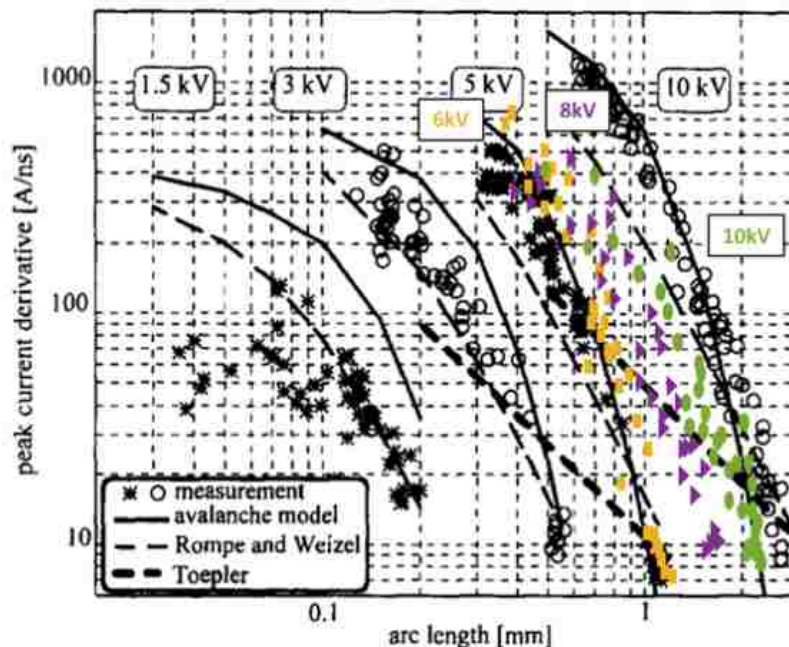 1000
1.5 kV
3 kV
5 kV
10 kV
6kV
8kV
10kV
peak current derivative [A/ns]
100
10
measurement
avalanche model
Rompe and Weizel
Toepler
0.1
1
arc length [mm]